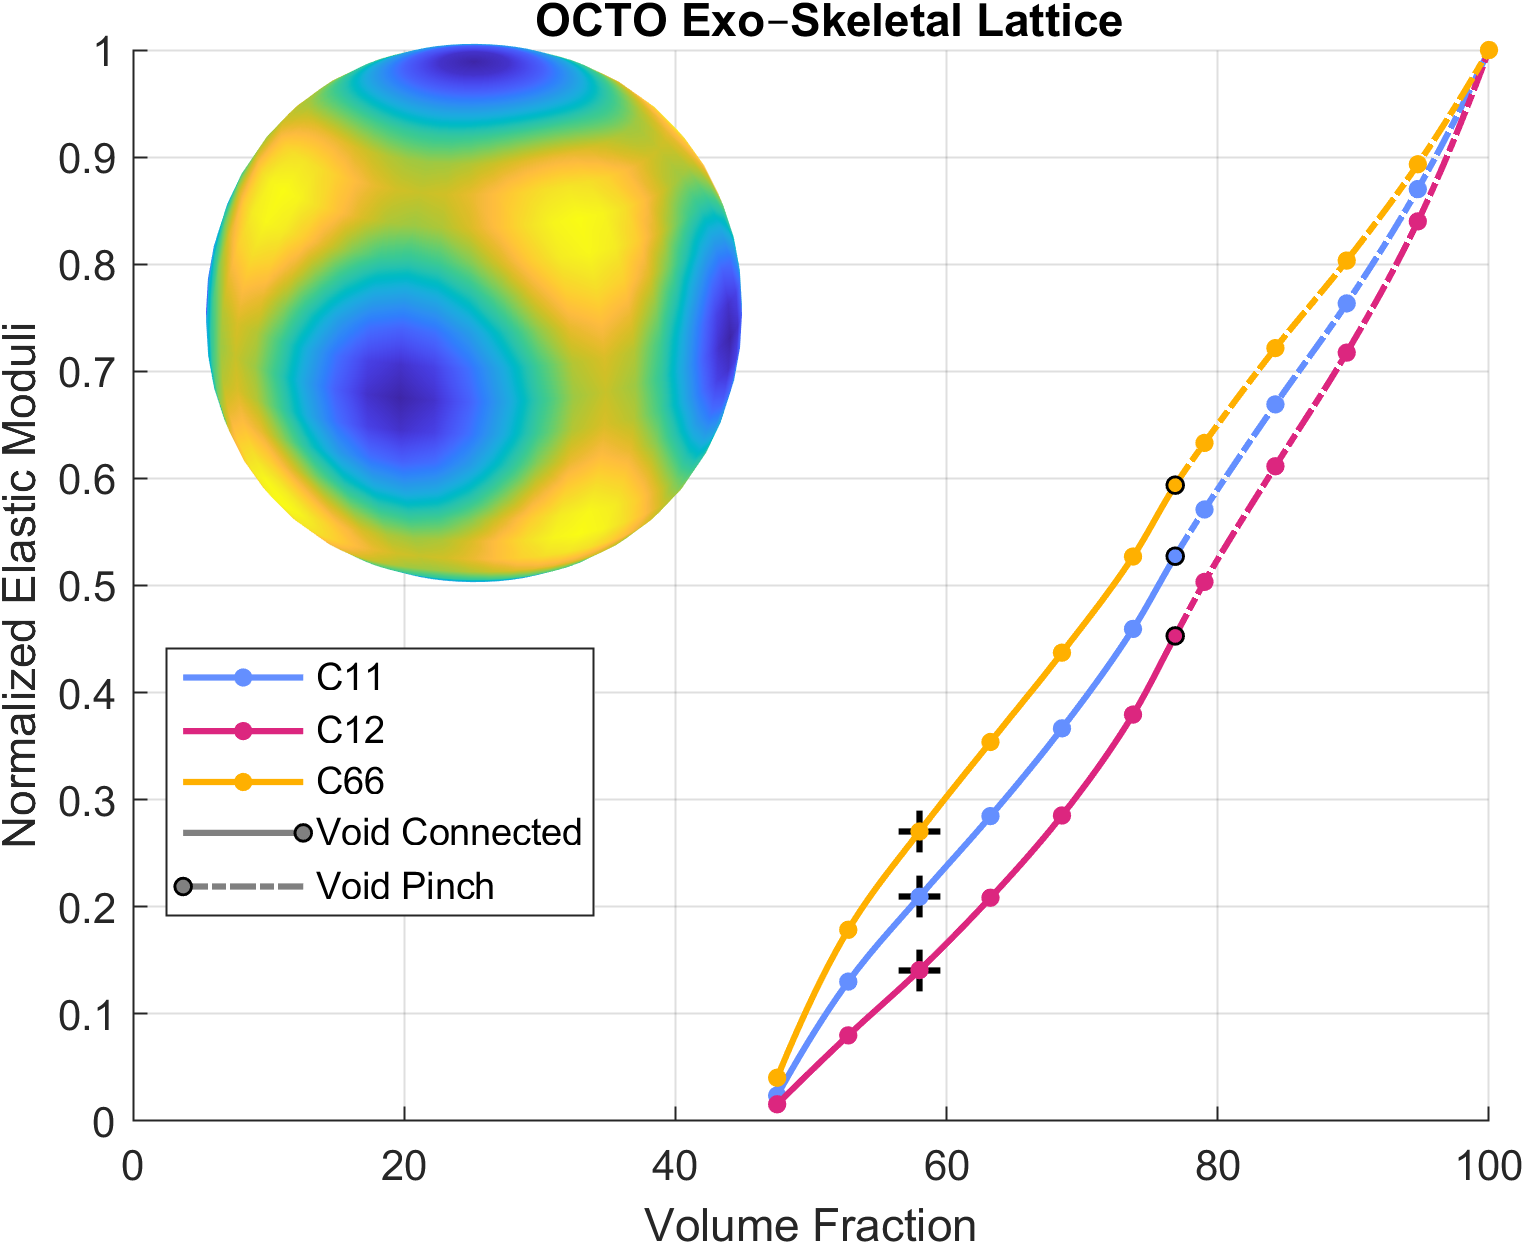 OCTO Exo−Skeletal Lattice
Normalized Elastic Moduli
1
0.9
0.8
0.7
0.6
0.5
0.4
0.3
0.2
0.1
0
C11
C12
C66
Void Connected
Void Pinch
0 20 40 60 80 100
Volume Fraction